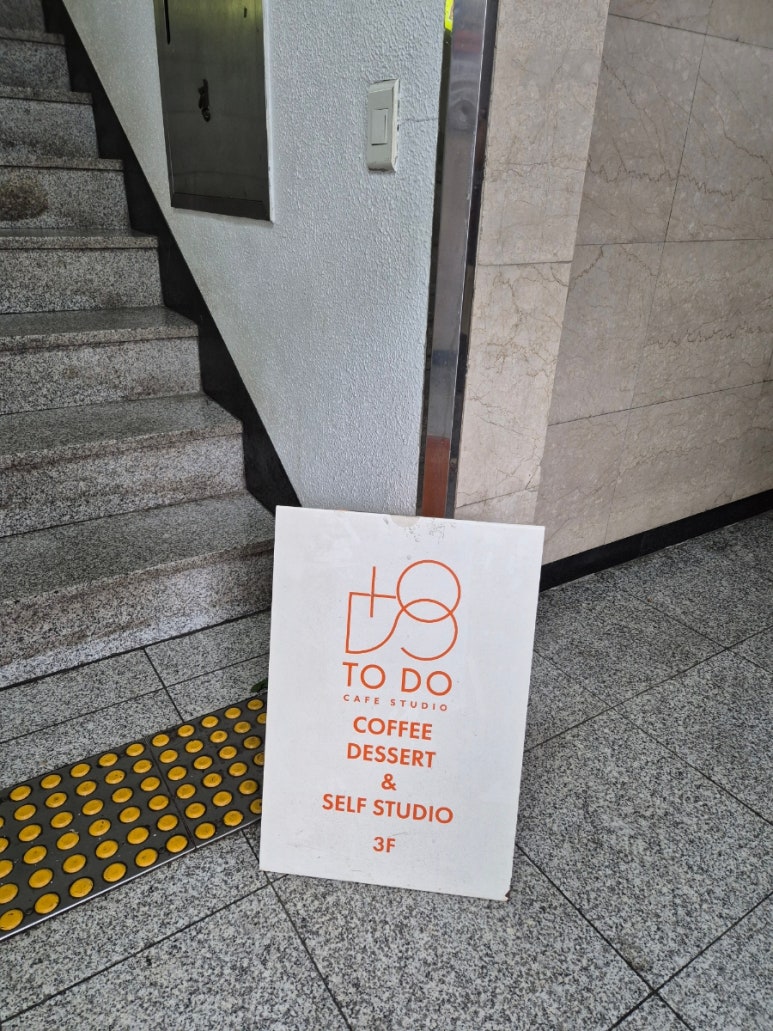 TO DO
CAFE STUDIO
COFFEE
DESSERT
&
SELF STUDIO
3F